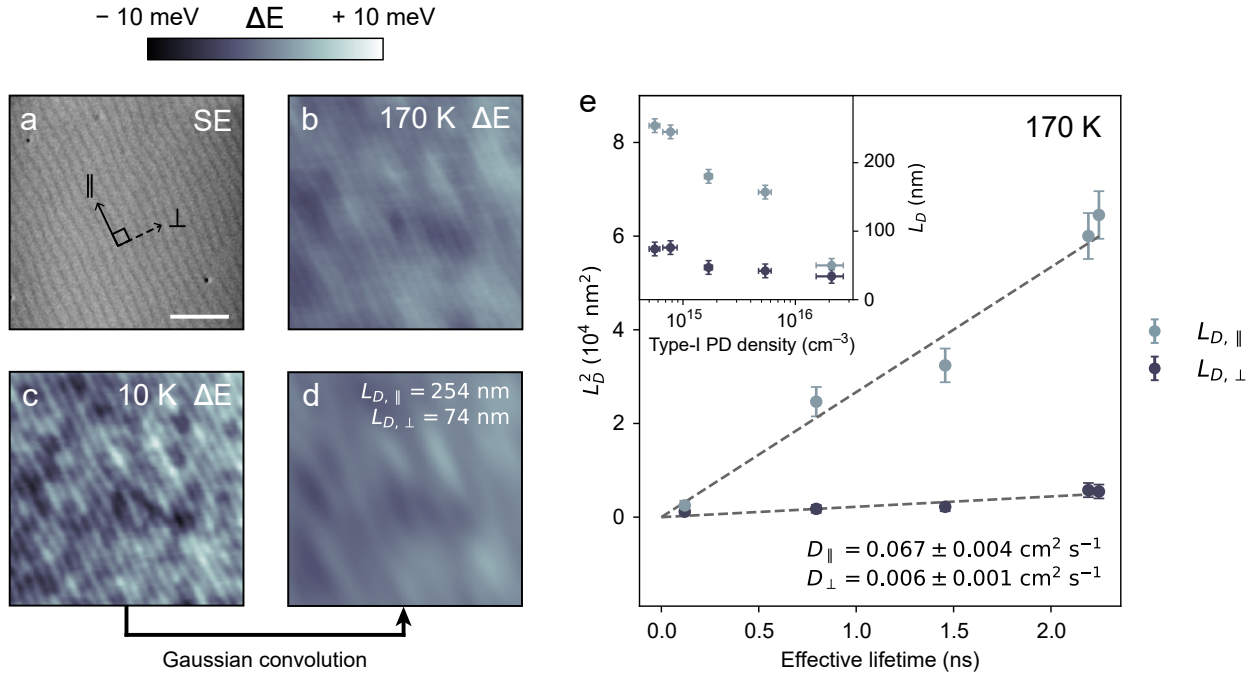 − 10 meV ΔE + 10 meV
a SE
∥
⊥
b 170 K ΔE
c 10 K ΔE
d L_D, ∥ = 254 nm
L_D, ⊥ = 74 nm
Gaussian convolution
e 170 K
L_D^2 (10^4 nm^2)
8
6
4
2
0
200
100
0
L_D (nm)
10^15 10^16
Type-I PD density (cm^−3)
D_∥ = 0.067 ± 0.004 cm^2 s^−1
D_⊥ = 0.006 ± 0.001 cm^2 s^−1
0.0 0.5 1.0 1.5 2.0
Effective lifetime (ns)
L_D, ∥
L_D, ⊥